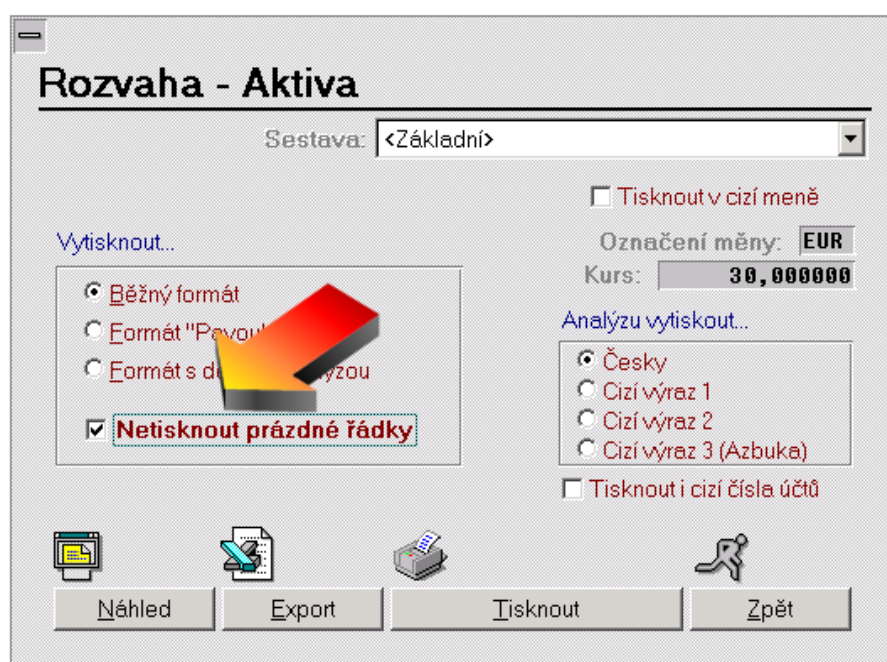 Rozvaha - Aktiva
Sestava: <Základní>
Tisknout v cizí meně
Vytisknout...
Označení měny: EUR
Kurs: 30,000000
Běžný formát
Formát "Pavouk
Formát s
Netisknout prázdné řádky
Analýzu vytiskout...
Česky
Cizí výraz 1
Cizí výraz 2
Cizí výraz 3 (Azbuka)
Tisknout i cizí čísla účtů
Náhled Export Tisknout Zpět